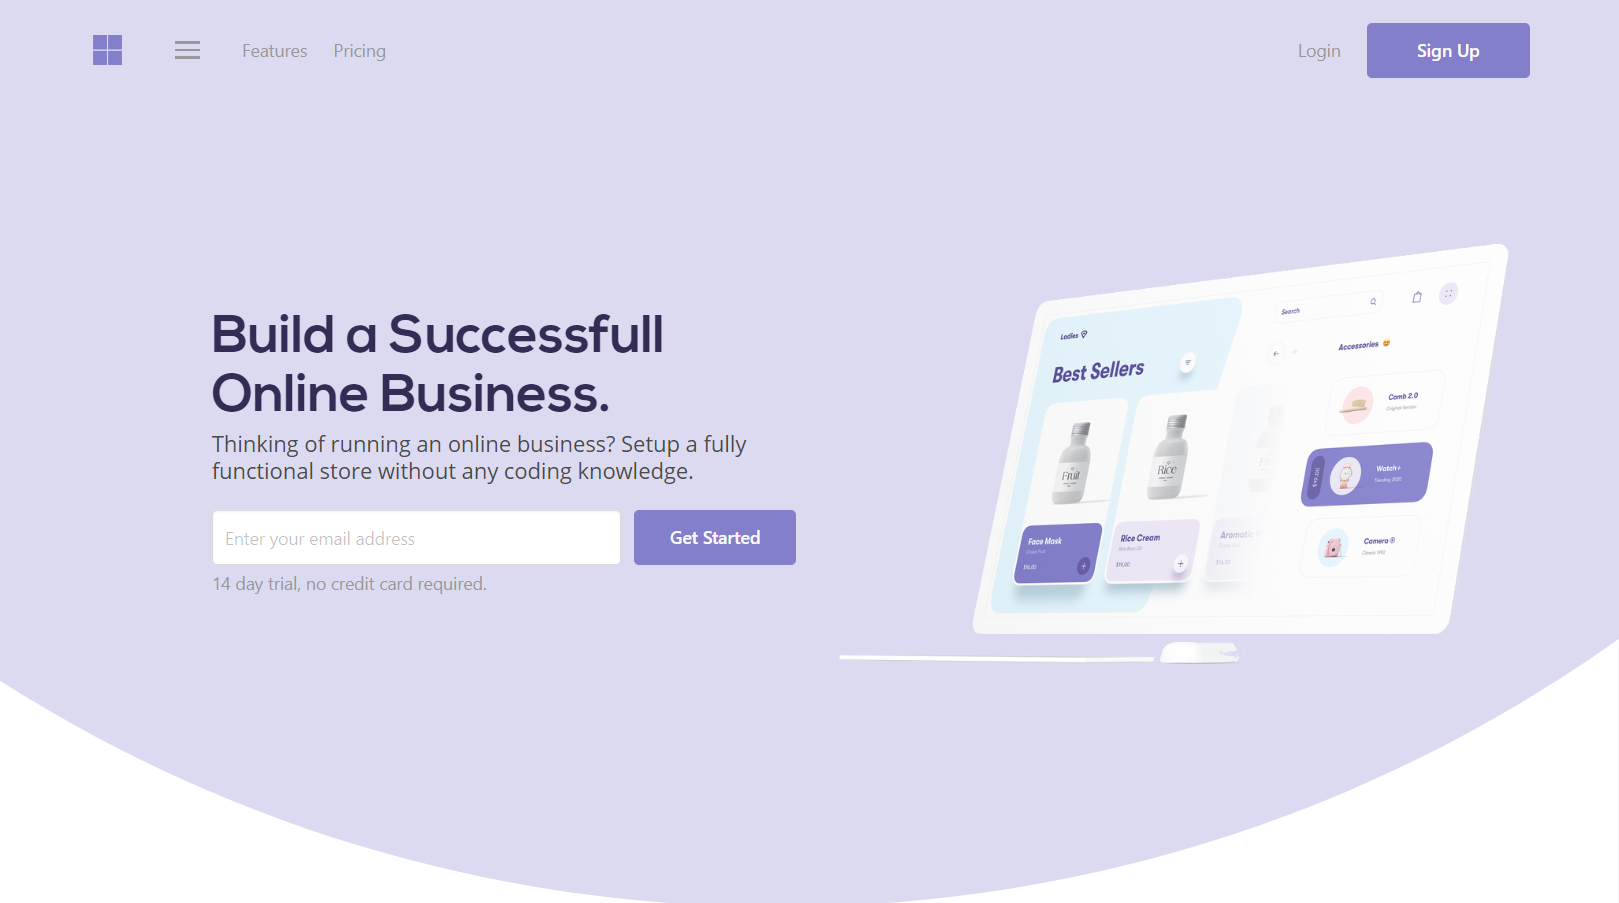 Features
Pricing
Login
Sign Up
Build a Successfull
Online Business.
Thinking of running an online business? Setup a fully
functional store without any coding knowledge.
Enter your email address
Get Started
14 day trial, no credit card required.
Ladies
Best Sellers
Search
Accessories
Fruit
Rice
Face Mask
Rice Cream
Aromatic
Comb 2.0
Watch+
Trending 2020
Camera